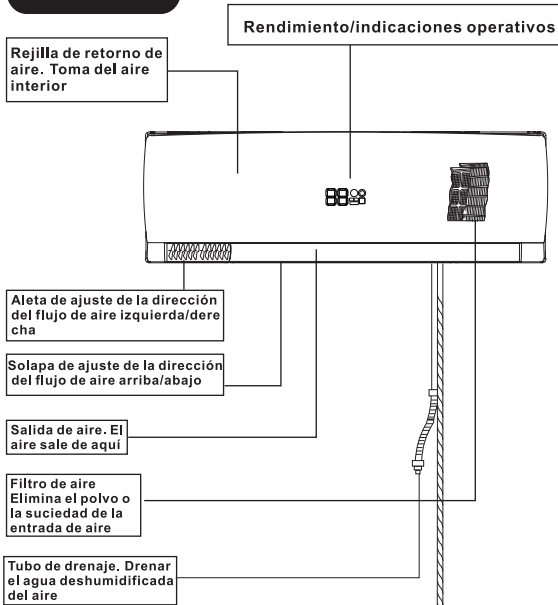 Rendimiento/indicaciones operativos
Rejilla de retorno de
aire. Toma del aire
interior
Aleta de ajuste de la dirección
del flujo de aire izquierda/dere
cha
Solapa de ajuste de la dirección
del flujo de aire arriba/abajo
Salida de aire. El
aire sale de aquí
Filtro de aire
Elimina el polvo o
la suciedad de la
entrada de aire
Tubo de drenaje. Drenar
el agua deshumidificada
del aire